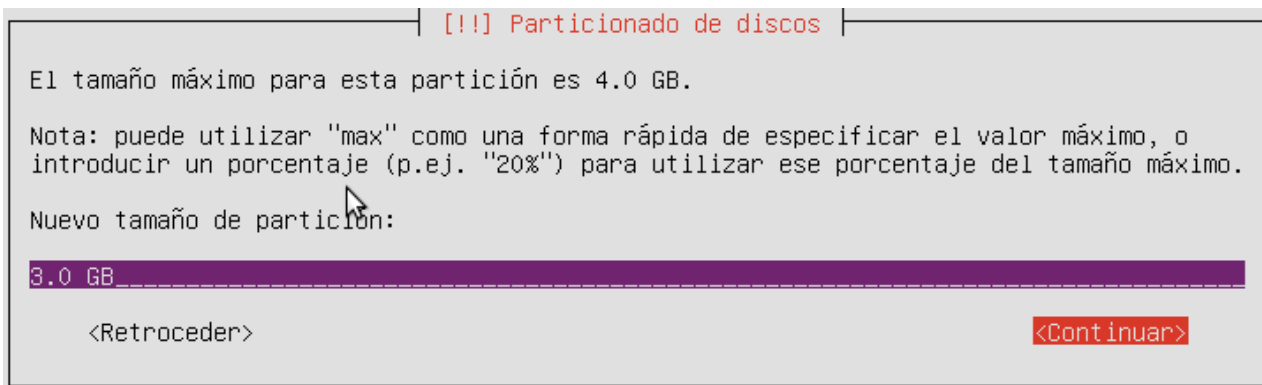 [!!] Particionado de discos
El tamaño máximo para esta partición es 4.0 GB.
Nota: puede utilizar "max" como una forma rápida de especificar el valor máximo, o
introducir un porcentaje (p.ej. "20%") para utilizar ese porcentaje del tamaño máximo.
Nuevo tamaño de partición:
3.0 GB
<Retroceder> <Continuar>